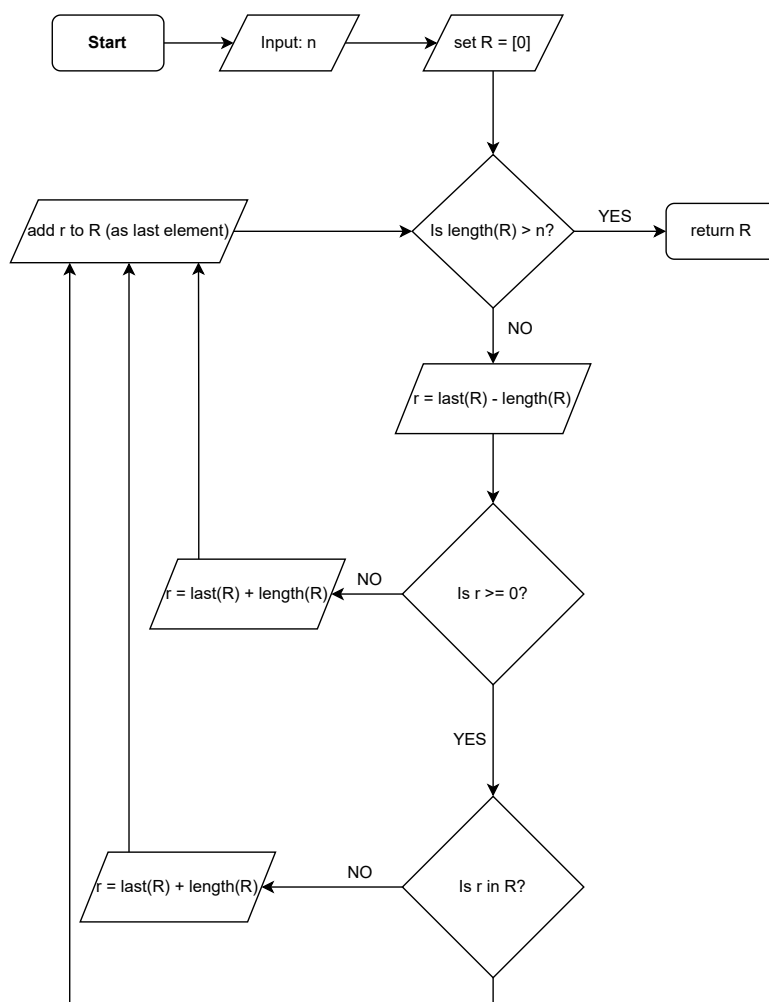 Start
Input: n
set R = [0]
add r to R (as last element)
Is length(R) > n?
YES
return R
NO
r = last(R) - length(R)
r = last(R) + length(R)
NO
Is r >= 0?
YES
r = last(R) + length(R)
NO
Is r in R?